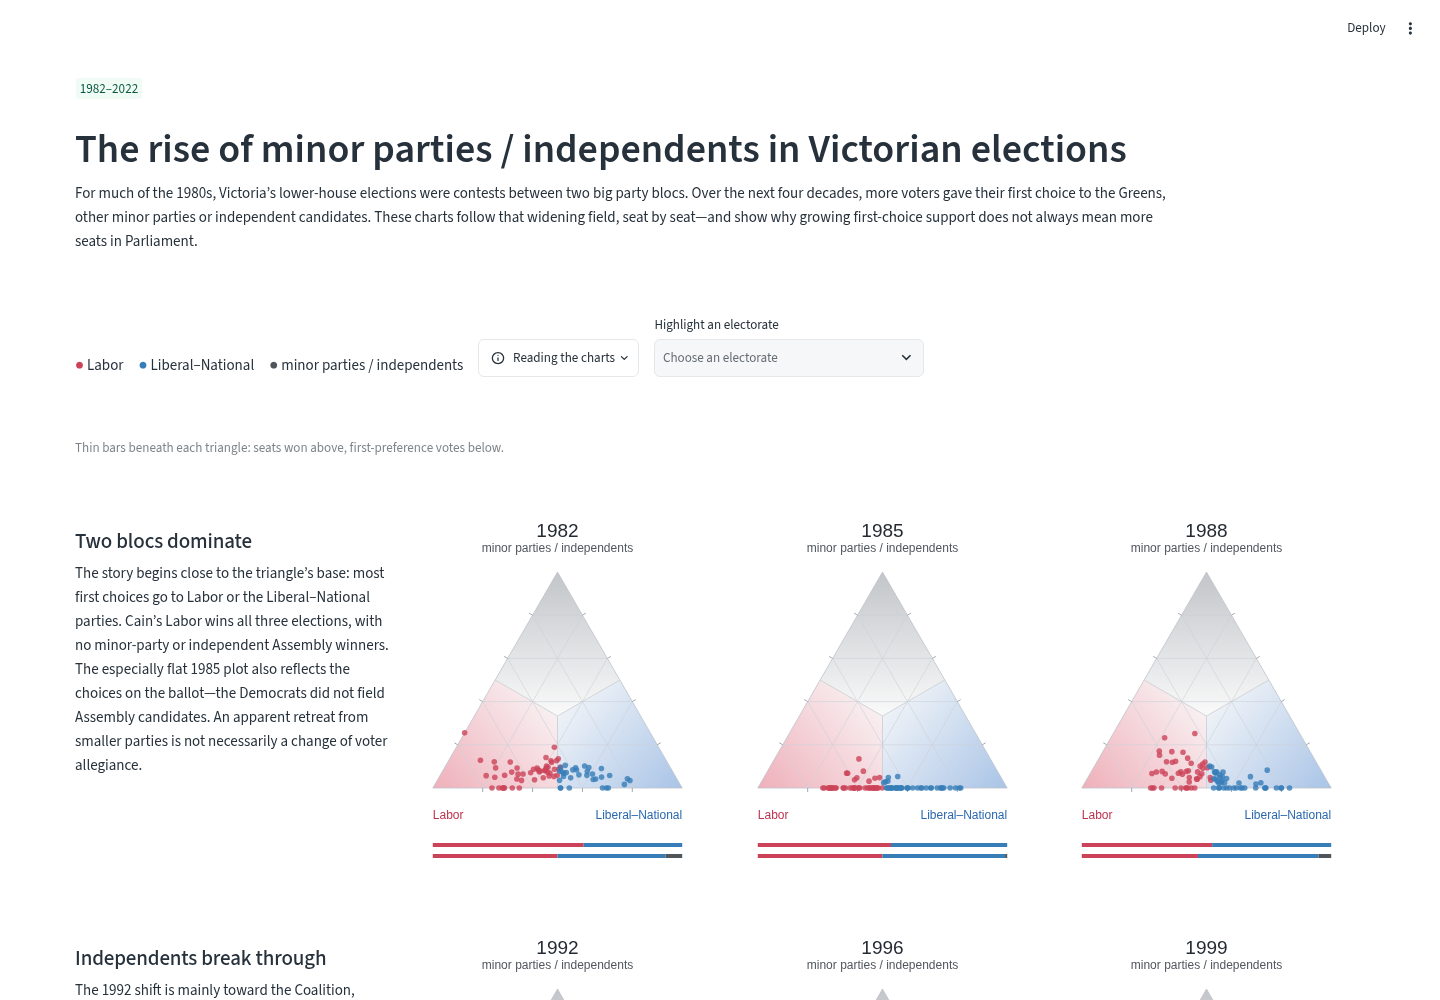 Deploy
1982–2022
The rise of minor parties / independents in Victorian elections
For much of the 1980s, Victoria’s lower-house elections were contests between two big party blocs. Over the next four decades, more voters gave their first choice to the Greens,
other minor parties or independent candidates. These charts follow that widening field, seat by seat—and show why growing first-choice support does not always mean more
seats in Parliament.
Highlight an electorate
Labor
Liberal–National
minor parties / independents
Reading the charts
Choose an electorate
Thin bars beneath each triangle: seats won above, first-preference votes below.
Two blocs dominate
The story begins close to the triangle’s base: most
first choices go to Labor or the Liberal–National
parties. Cain’s Labor wins all three elections, with
no minor-party or independent Assembly winners.
The especially flat 1985 plot also reflects the
choices on the ballot—the Democrats did not field
Assembly candidates. An apparent retreat from
smaller parties is not necessarily a change of voter
allegiance.
1982
minor parties / independents
Labor
Liberal–National
1985
minor parties / independents
Labor
Liberal–National
1988
minor parties / independents
Labor
Liberal–National
Independents break through
The 1992 shift is mainly toward the Coalition,
1992
minor parties / independents
1996
minor parties / independents
1999
minor parties / independents